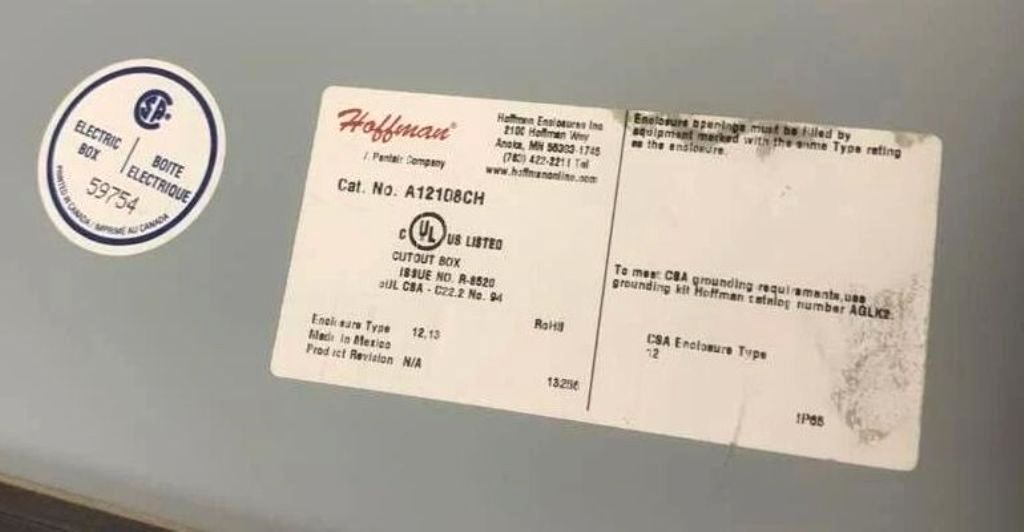 SA
ELECTRIC BOX
BOITE ELECTRIQUE
59754
PRINTED IN CANADA / IMPRIMÉ AU CANADA
Hoffman®
A Pentair Company
Hoffman Enclosures Inc
2100 Hoffman Way
Anoka, MN 55303-1745
(763) 422-2211 Tel
www.hoffmanonline.com
Cat. No. A12108CH
C UL US LISTED
CUTOUT BOX
ISSUE NO. R-8520
cUL CSA - C22.2 No. 94
Enclosure Type 12,13
Made in Mexico
Product Revision N/A
RoHS
Enclosure openings must be filled by
equipment marked with the same Type rating
as the enclosure.
To meet CSA grounding requirements, use
grounding kit Hoffman catalog number AGLK2.
CSA Enclosure Type
12